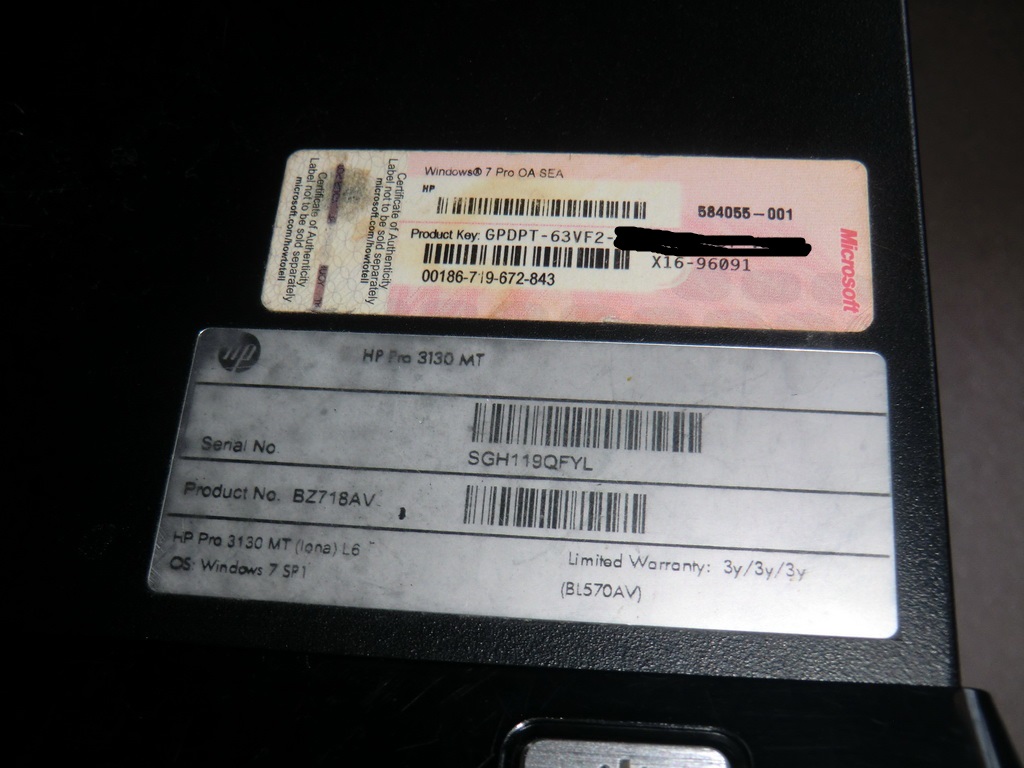 Certificate of Authenticity
Label not to be sold separately
microsoft.com/howtotell
Certificate of Authenticity
Label not to be sold separately
microsoft.com/howtotell
Windows® 7 Pro OA SEA
HP
584055-001
Product Key: GPDPT-63VF2-
X16-96091
00186-719-672-843
Microsoft
hp
HP Pro 3130 MT
Serial No
SGH119QFYL
Product No. BZ718AV
HP Pro 3130 MT (Iona) L6
OS: Windows 7 SP1
Limited Warranty: 3y/3y/3y
(BL570AV)